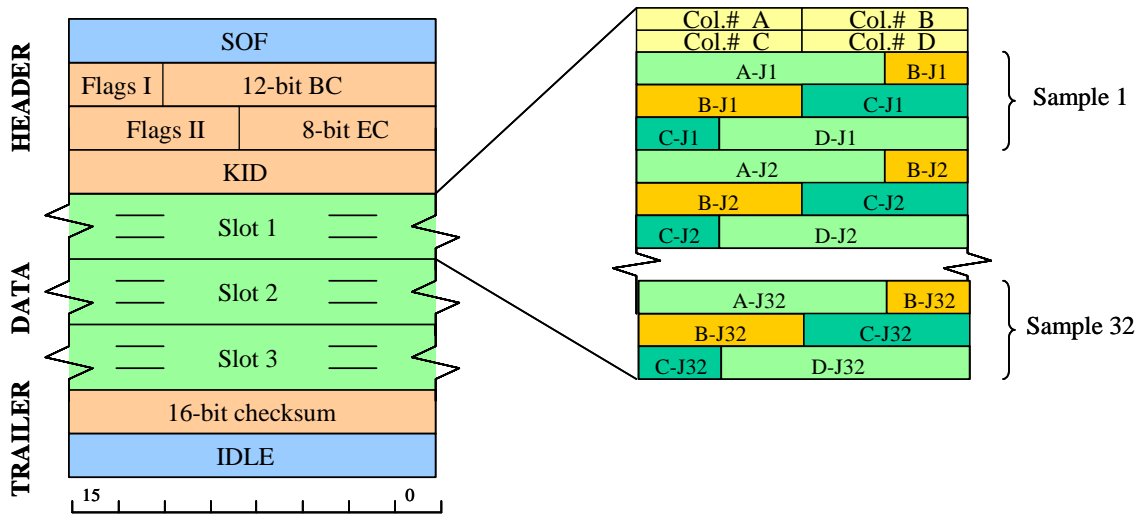 HEADER
SOF
Flags I 12-bit BC
Flags II 8-bit EC
KID
DATA
Slot 1
Slot 2
Slot 3
TRAILER
16-bit checksum
IDLE
15 0
Col.# A Col.# B
Col.# C Col.# D
A-J1 B-J1
B-J1 C-J1
C-J1 D-J1
Sample 1
A-J2 B-J2
B-J2 C-J2
C-J2 D-J2
A-J32 B-J32
B-J32 C-J32
C-J32 D-J32
Sample 32